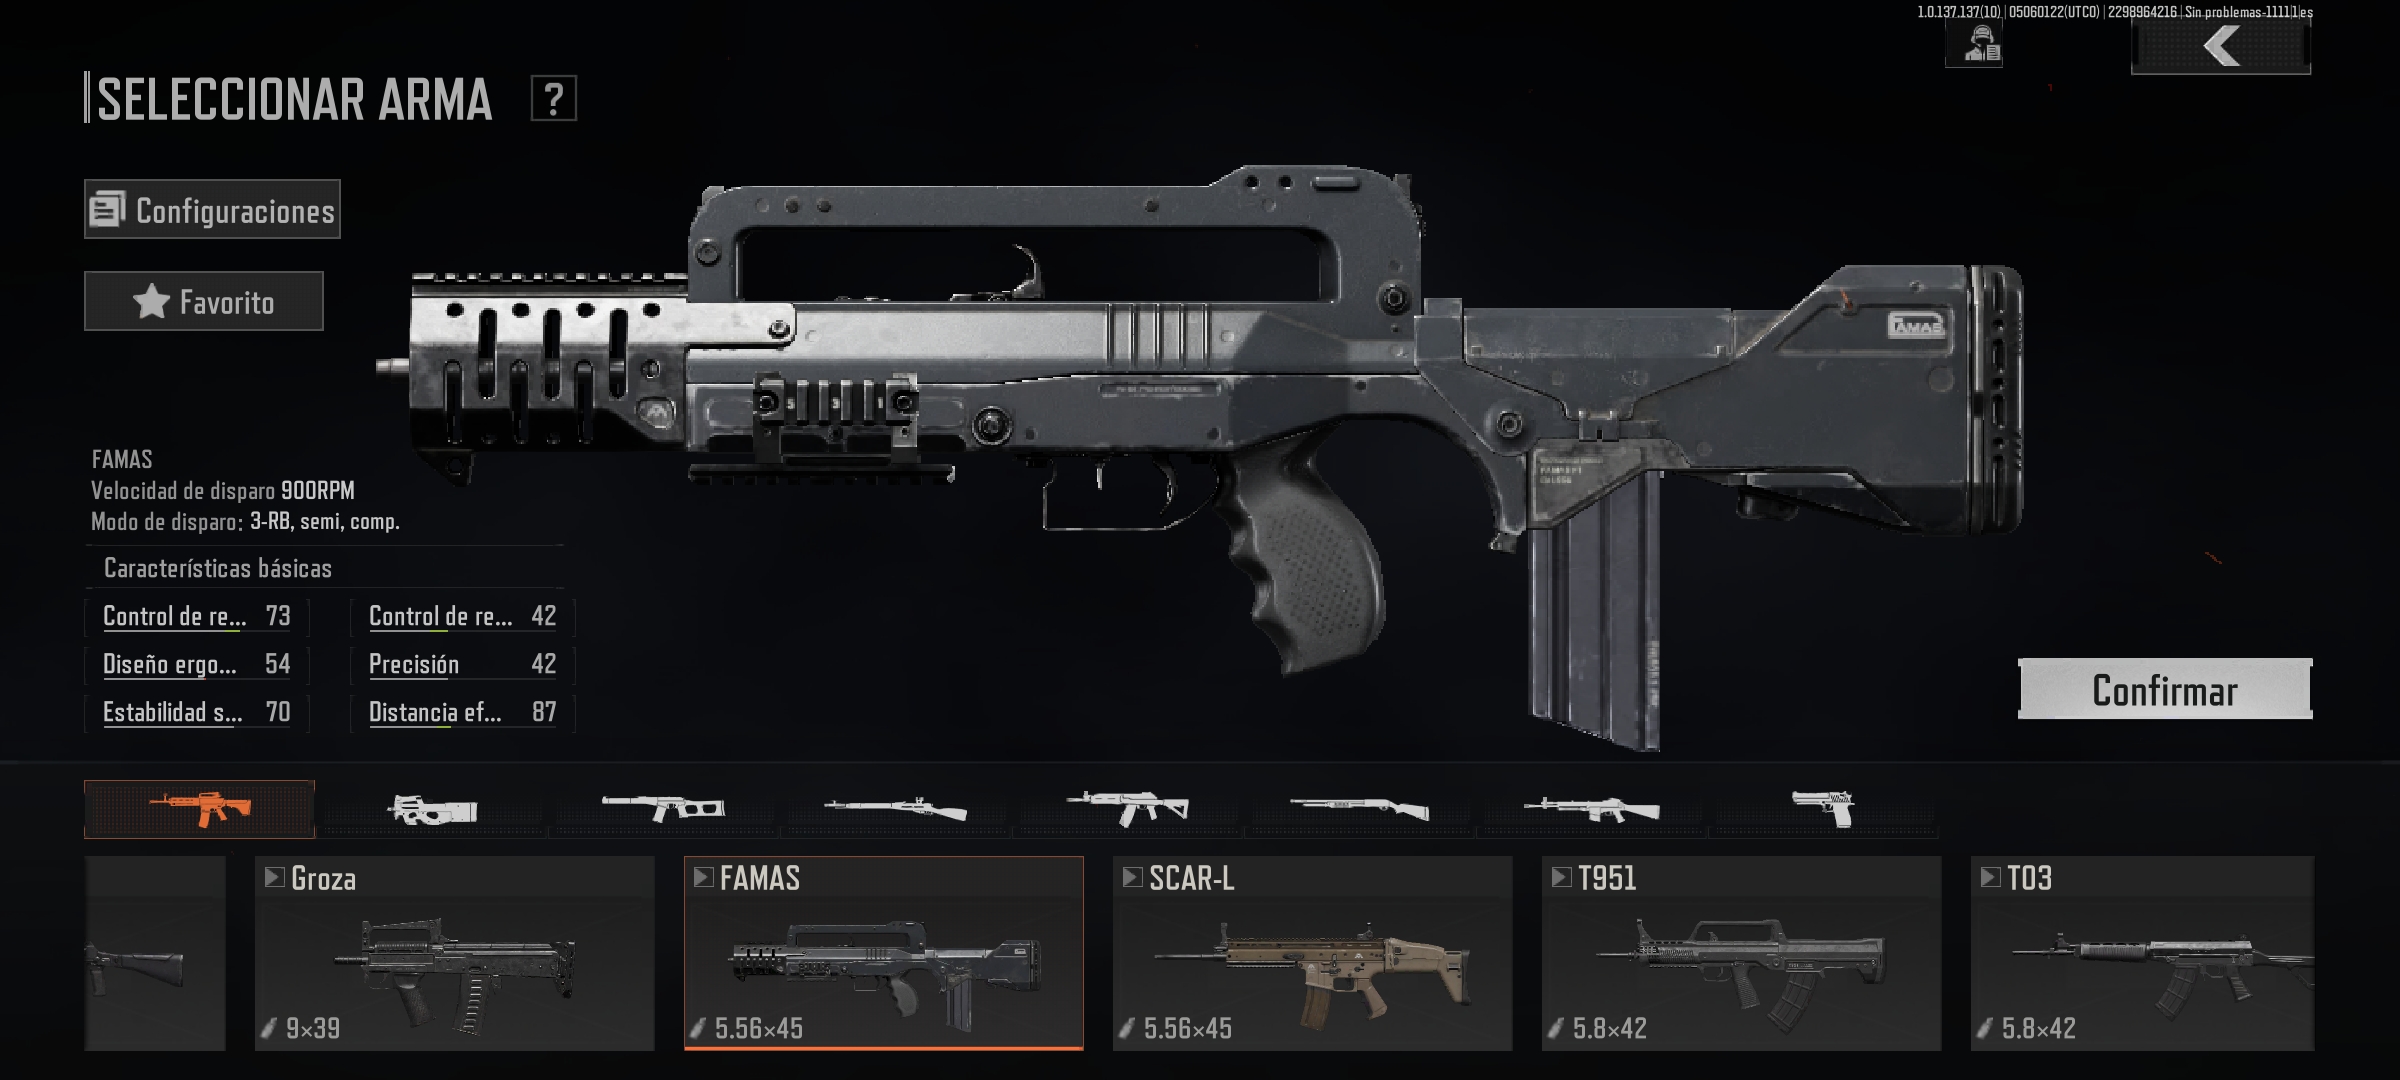 1.0.137.137(10) | 05060122(UTC0) | 2298964216 | Sin problemas-1111|1|es
SELECCIONAR ARMA ?
Configuraciones
Favorito
FAMAS
FAMAS
Velocidad de disparo 900RPM
Modo de disparo: 3-RB, semi, comp.
Características básicas
Control de re... 73
Control de re... 42
Diseño ergo... 54
Precisión 42
Estabilidad s... 70
Distancia ef... 87
Confirmar
Groza
9×39
FAMAS
5.56×45
SCAR-L
5.56×45
T951
5.8×42
T03
5.8×42